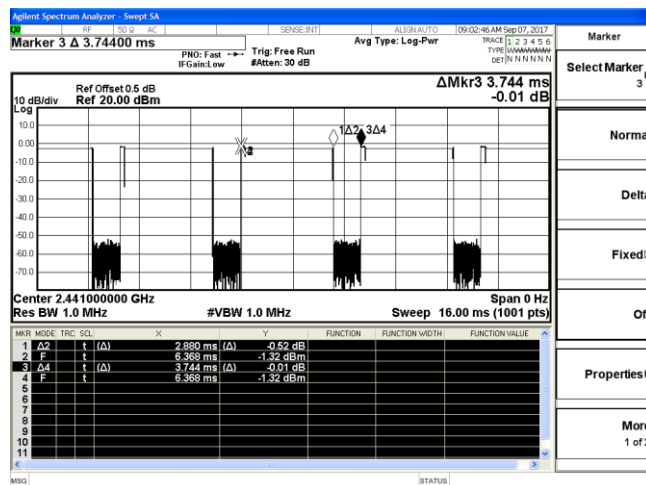 Agilent Spectrum Analyzer - Swept SA
RF 50 Ω AC SENSE:INT ALIGN AUTO 09:02:46 AM Sep 07, 2017
Marker 3 Δ 3.74400 ms
PNO: Fast
IFGain:Low
Trig: Free Run
#Atten: 30 dB
Avg Type: Log-Pwr
TRACE 1 2 3 4 5 6
TYPE
DET N N N N N N
Marker
Select Marker
3
Norma
Delta
Fixed
Of
Properties
More
1 of 2
ΔMkr3 3.744 ms
-0.01 dB
Ref Offset 0.5 dB
Ref 20.00 dBm
10 dB/div
Log
10.0
0.00
-10.0
-20.0
-30.0
-40.0
-50.0
-60.0
-70.0
1Δ2 3Δ4
Center 2.441000000 GHz
Span 0 Hz
Res BW 1.0 MHz
#VBW 1.0 MHz
Sweep 16.00 ms (1001 pts)
MKR MODE TRC SCL X Y FUNCTION FUNCTION WIDTH FUNCTION VALUE
1 Δ2 t (Δ) 2.880 ms (Δ) -0.52 dB
2 F t 6.368 ms -1.32 dBm
3 Δ4 t (Δ) 3.744 ms (Δ) -0.01 dB
4 F t 6.368 ms -1.32 dBm
5
6
7
8
9
10
11
MSG STATUS